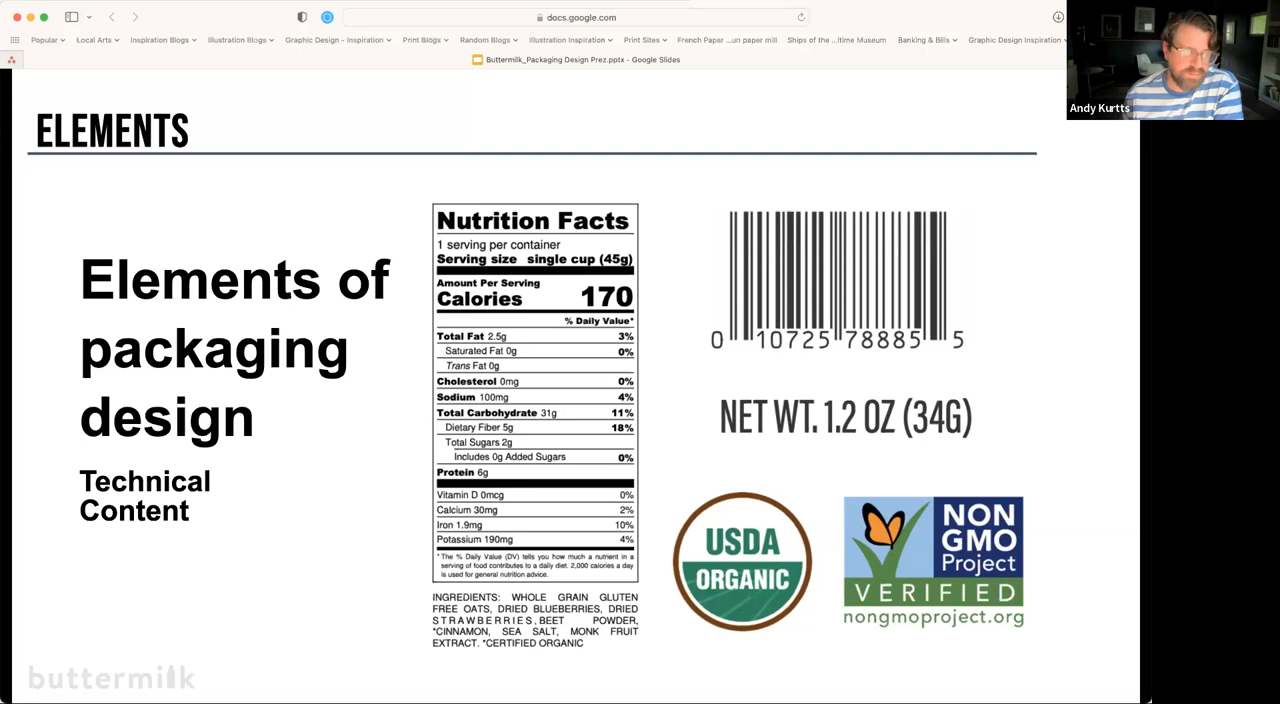 docs.google.com
Popular
Local Arts
Inspiration Blogs
Illustration Blogs
Graphic Design - Inspiration
Print Blogs
Random Blogs
Illustration Inspiration
Print Sites
French Paper ...un paper mill
Ships of the ...itime Museum
Banking & Bills
Graphic Design Inspiration
Buttermilk_Packaging Design Prez.pptx - Google Slides
Andy Kurtts
ELEMENTS
Elements of
packaging
design
Technical
Content
Nutrition Facts
1 serving per container
Serving size single cup (45g)
Amount Per Serving
Calories 170
% Daily Value*
Total Fat 2.5g 3%
Saturated Fat 0g 0%
Trans Fat 0g
Cholesterol 0mg 0%
Sodium 100mg 4%
Total Carbohydrate 31g 11%
Dietary Fiber 5g 18%
Total Sugars 2g
Includes 0g Added Sugars 0%
Protein 6g
Vitamin D 0mcg 0%
Calcium 30mg 2%
Iron 1.9mg 10%
Potassium 190mg 4%
* The % Daily Value (DV) tells you how much a nutrient in a
serving of food contributes to a daily diet. 2,000 calories a day
is used for general nutrition advice.
INGREDIENTS: WHOLE GRAIN GLUTEN
FREE OATS, DRIED BLUEBERRIES, DRIED
STRAWBERRIES, BEET POWDER,
*CINNAMON, SEA SALT, MONK FRUIT
EXTRACT. *CERTIFIED ORGANIC
0 10725 78885 5
NET WT. 1.2 OZ (34G)
USDA
ORGANIC
NON
GMO
Project
VERIFIED
nongmoproject.org
buttermilk